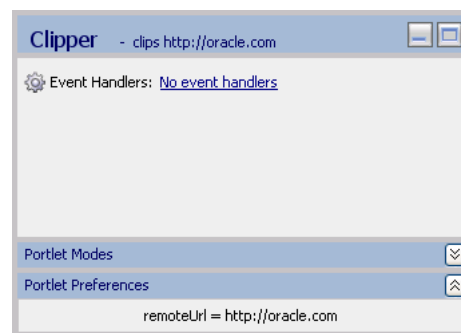 Clipper - clips http://oracle.com
Event Handlers: No event handlers
Portlet Modes
Portlet Preferences
remoteUrl = http://oracle.com